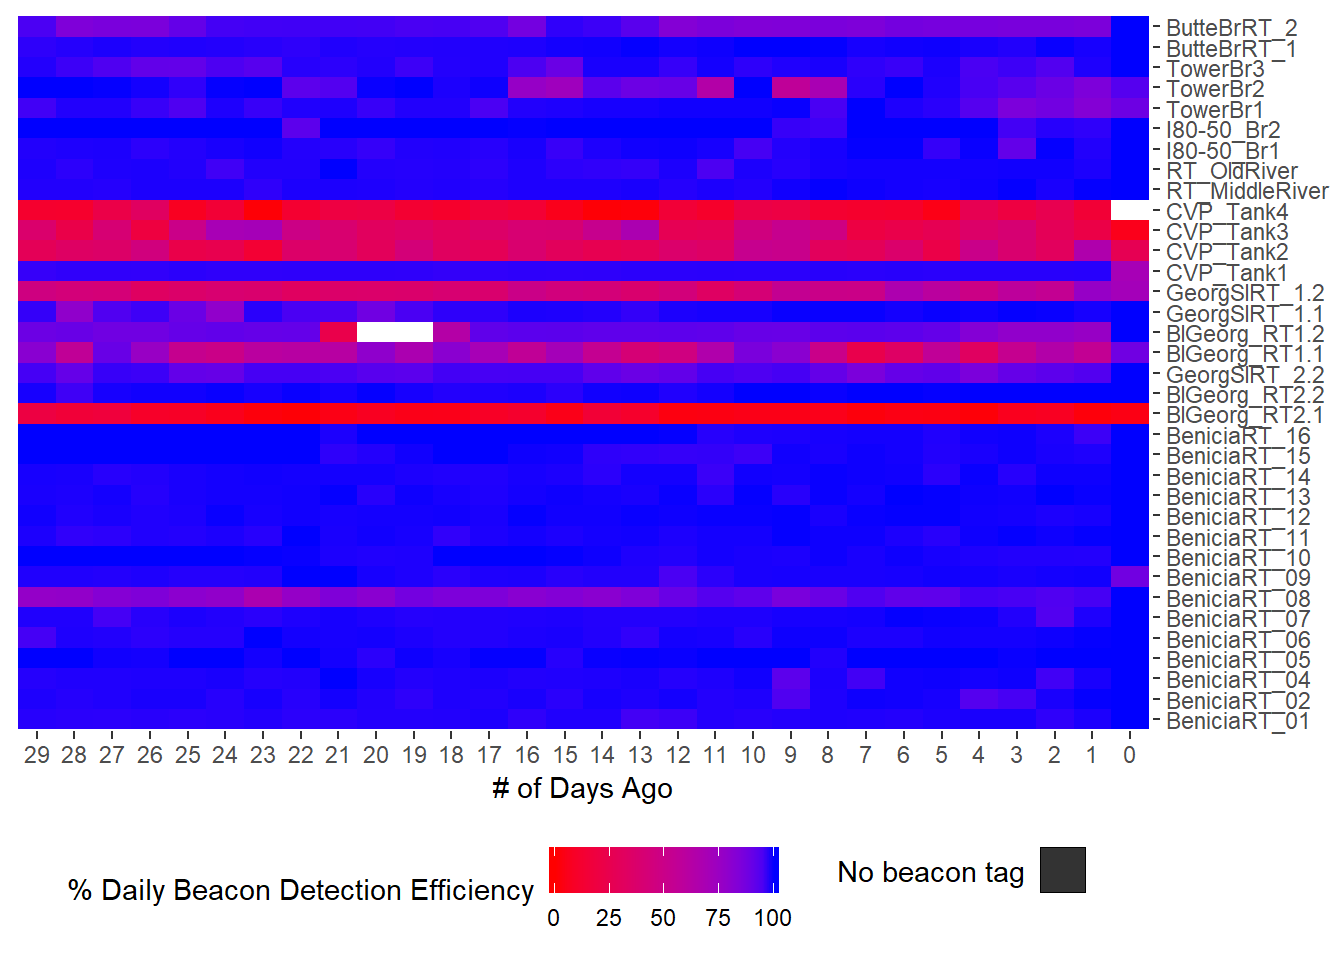 ButteBrRT_2
ButteBrRT_1
TowerBr3
TowerBr2
TowerBr1
I80-50_Br2
I80-50_Br1
RT_OldRiver
RT_MiddleRiver
CVP_Tank4
CVP_Tank3
CVP_Tank2
CVP_Tank1
GeorgSlRT_1.2
GeorgSlRT_1.1
BlGeorg_RT1.2
BlGeorg_RT1.1
GeorgSlRT_2.2
BlGeorg_RT2.2
BlGeorg_RT2.1
BeniciaRT_16
BeniciaRT_15
BeniciaRT_14
BeniciaRT_13
BeniciaRT_12
BeniciaRT_11
BeniciaRT_10
BeniciaRT_09
BeniciaRT_08
BeniciaRT_07
BeniciaRT_06
BeniciaRT_05
BeniciaRT_04
BeniciaRT_02
BeniciaRT_01
29 28 27 26 25 24 23 22 21 20 19 18 17 16 15 14 13 12 11 10 9 8 7 6 5 4 3 2 1 0
# of Days Ago
% Daily Beacon Detection Efficiency
0 25 50 75 100
No beacon tag